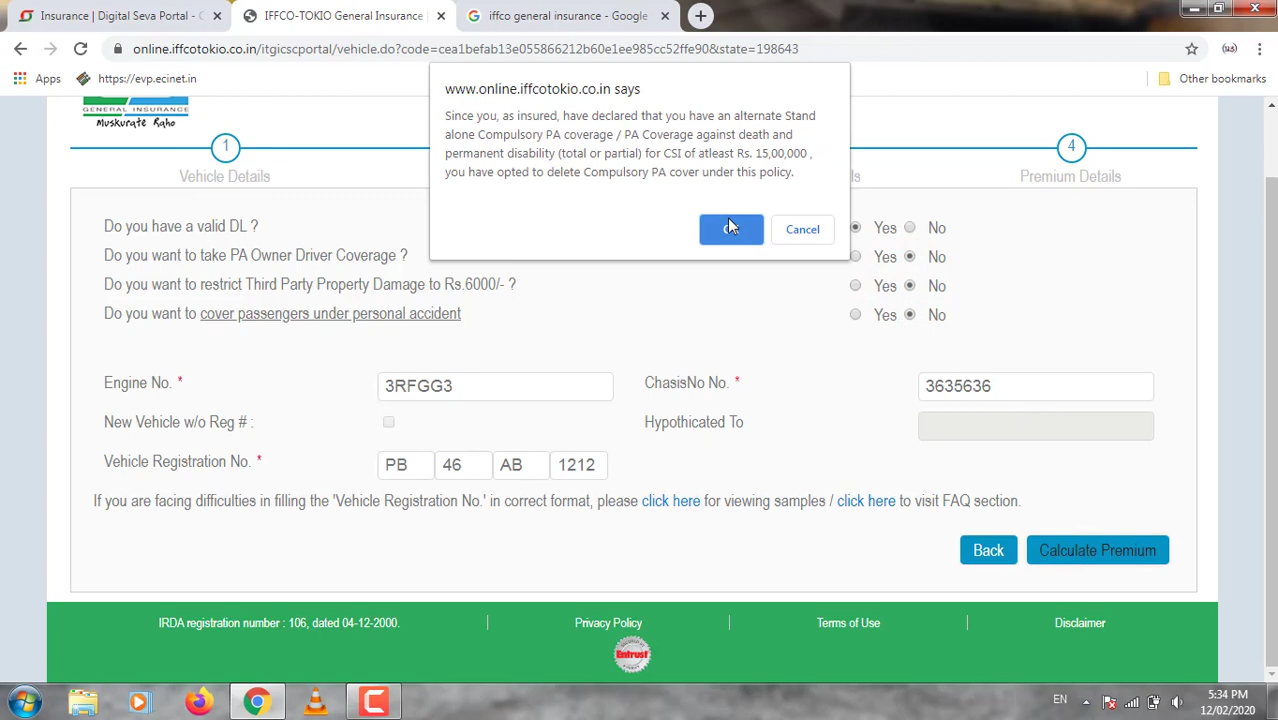 Insurance | Digital Seva Portal - C
IFFCO-TOKIO General Insurance |
iffco general insurance - Google
online.iffcotokio.co.in/itgicscportal/vehicle.do?code=cea1befab13e055866212b60e1ee985cc52ffe90&state=198643
Apps
https://evp.ecinet.in
Other bookmarks
www.online.iffcotokio.co.in says
Since you, as insured, have declared that you have an alternate Stand
alone Compulsory PA coverage / PA Coverage against death and
permanent disability (total or partial) for CSI of atleast Rs. 15,00,000 ,
you have opted to delete Compulsory PA cover under this policy.
Cancel
GENERAL INSURANCE
Muskurate Raho
1
Vehicle Details
4
Premium Details
Do you have a valid DL ?
Yes No
Do you want to take PA Owner Driver Coverage ?
Yes No
Do you want to restrict Third Party Property Damage to Rs.6000/- ?
Yes No
Do you want to cover passengers under personal accident
Yes No
Engine No. *
3RFGG3
ChasisNo No. *
3635636
New Vehicle w/o Reg # :
Hypothicated To
Vehicle Registration No. *
PB 46 AB 1212
If you are facing difficulties in filling the 'Vehicle Registration No.' in correct format, please click here for viewing samples / click here to visit FAQ section.
Back
Calculate Premium
IRDA registration number : 106, dated 04-12-2000.
Privacy Policy
Terms of Use
Disclaimer
Entrust
EN
5:34 PM
12/02/2020